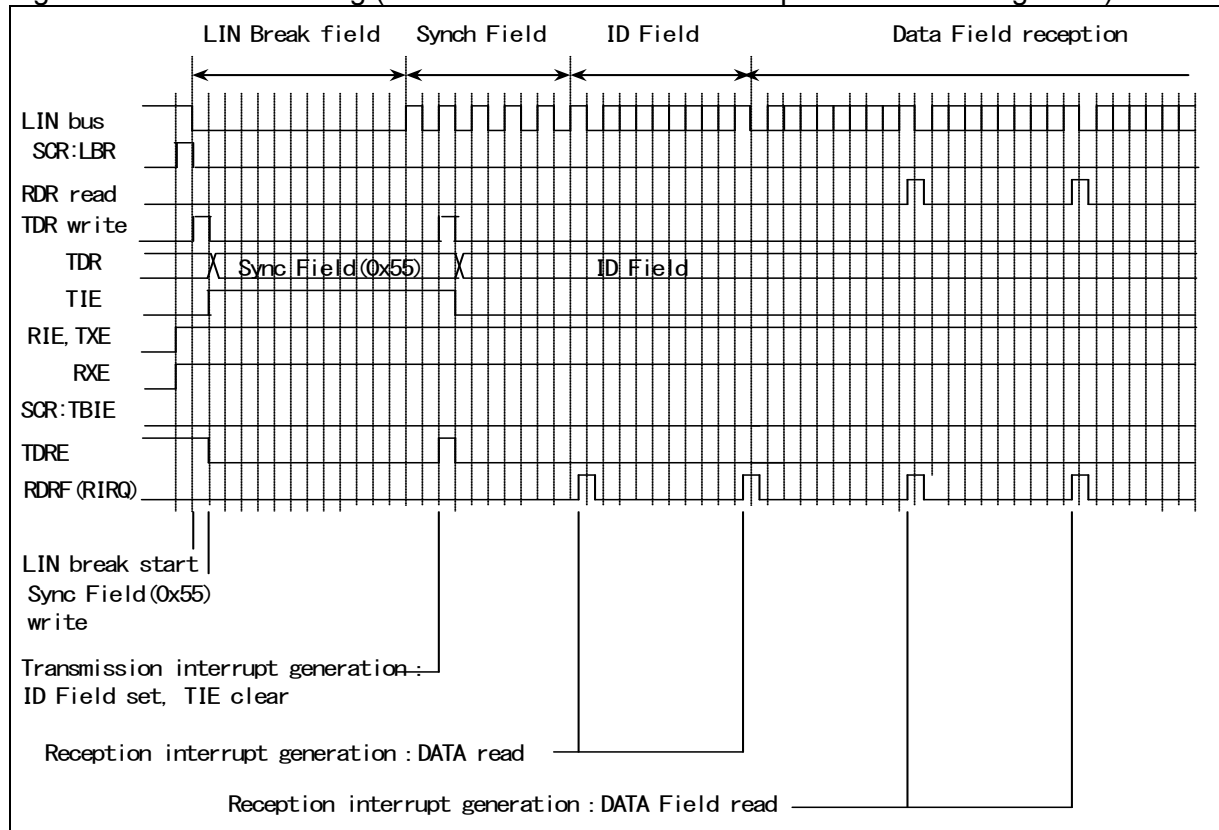 LIN Break field Synch Field ID Field Data Field reception
LIN bus
SCR:LBR
RDR read
TDR write
TDR Sync Field(0x55) ID Field
TIE
RIE,TXE
RXE
SCR:TBIE
TDRE
RDRF(RIRQ)
LIN break start
Sync Field(0x55)
write
Transmission interrupt generation:
ID Field set, TIE clear
Reception interrupt generation:DATA read
Reception interrupt generation:DATA Field read